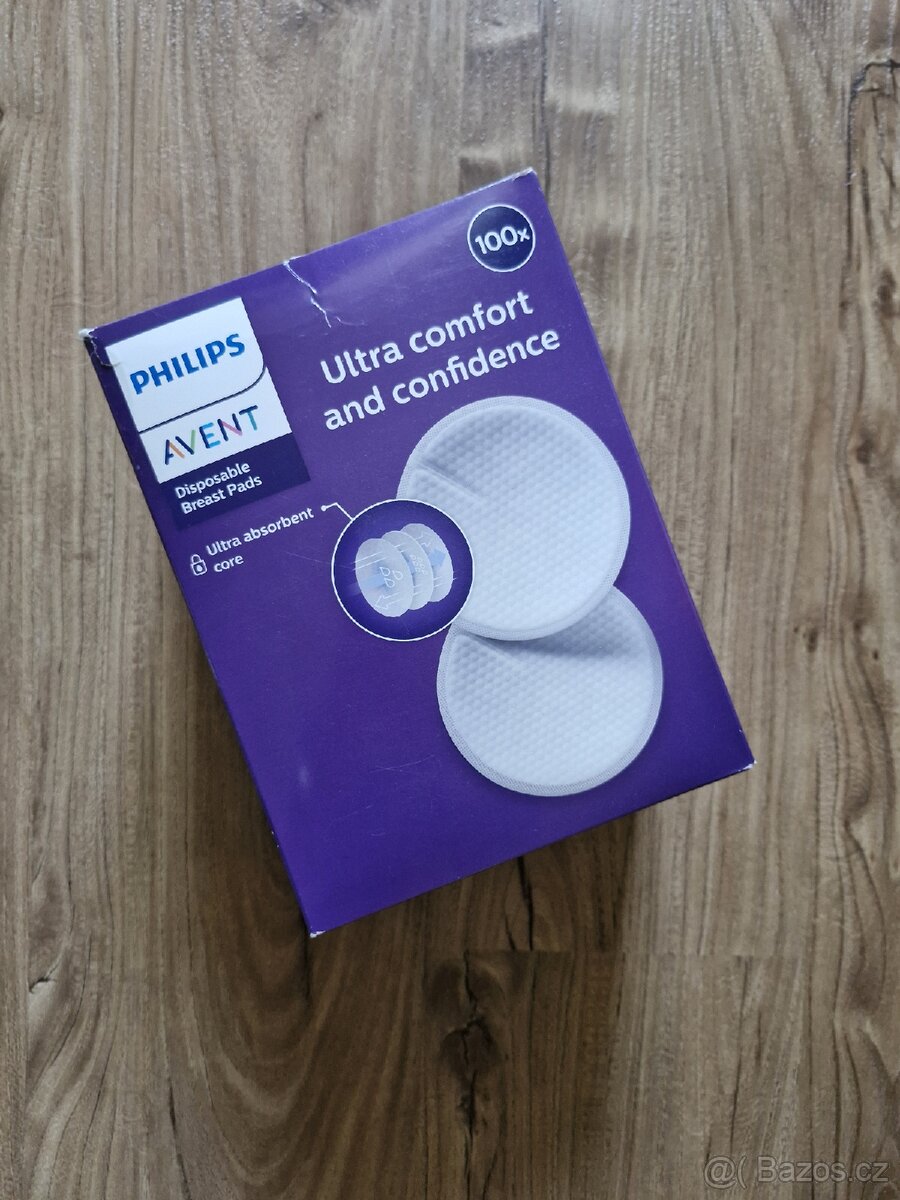 100x
PHILIPS
AVENT
Disposable
Breast Pads
Ultra comfort
and confidence
Ultra absorbent
core
@( Bazos.cz